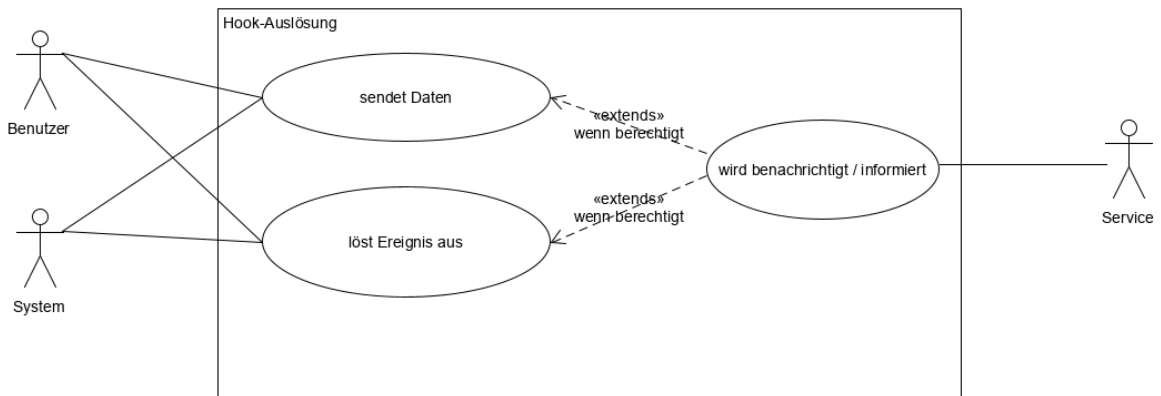 Hook-Auslösung
Benutzer
sendet Daten
«extends»
wenn berechtigt
wird benachrichtigt / informiert
Service
System
löst Ereignis aus
«extends»
wenn berechtigt